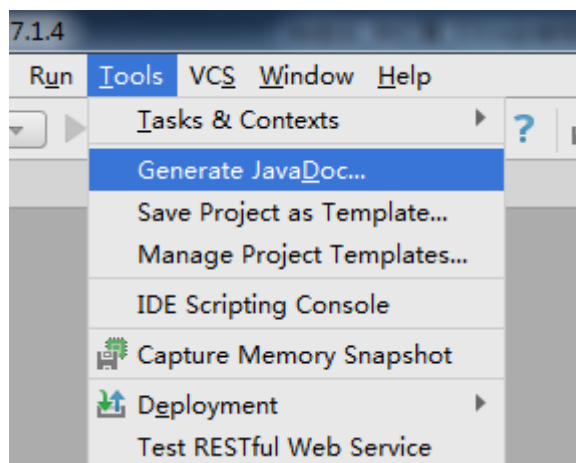 7.1.4
Run Tools VCS Window Help
Tasks & Contexts
Generate JavaDoc...
Save Project as Template...
Manage Project Templates...
IDE Scripting Console
Capture Memory Snapshot
Deployment
Test RESTful Web Service